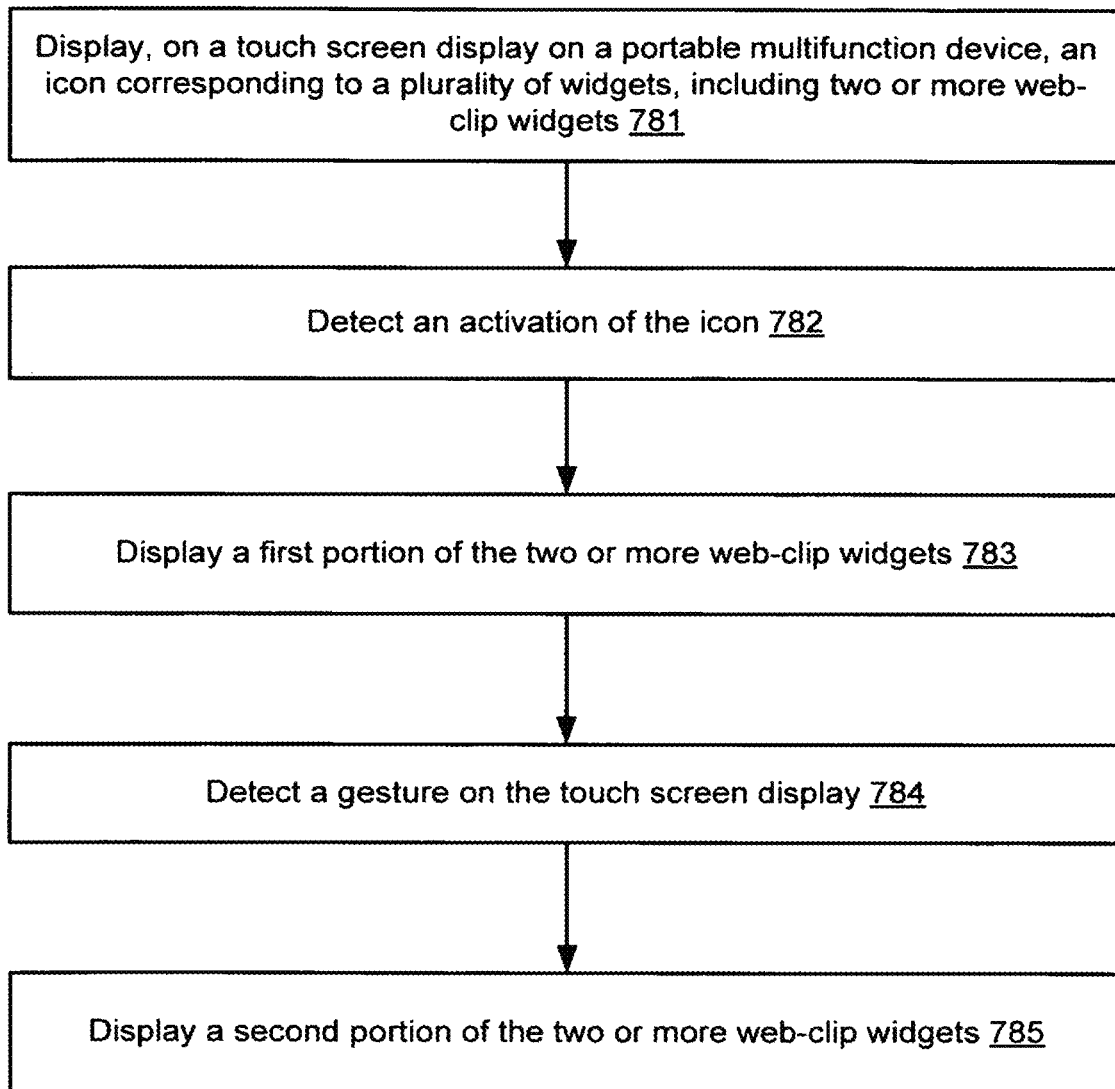 Display, on a touch screen display on a portable multifunction device, an
icon corresponding to a plurality of widgets, including two or more web-
clip widgets 781
Detect an activation of the icon 782
Display a first portion of the two or more web-clip widgets 783
Detect a gesture on the touch screen display 784
Display a second portion of the two or more web-clip widgets 785